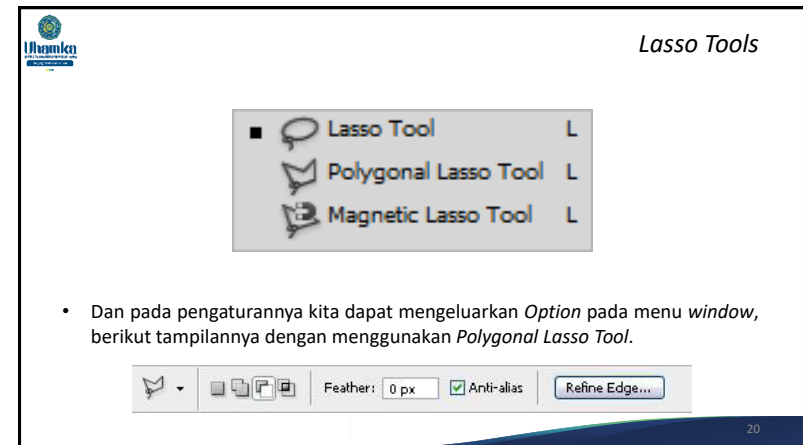 Uhamka
Lasso Tools
Lasso Tool L
Polygonal Lasso Tool L
Magnetic Lasso Tool L
• Dan pada pengaturannya kita dapat mengeluarkan Option pada menu window,
berikut tampilannya dengan menggunakan Polygonal Lasso Tool.
Feather: 0 px Anti-alias Refine Edge...
20